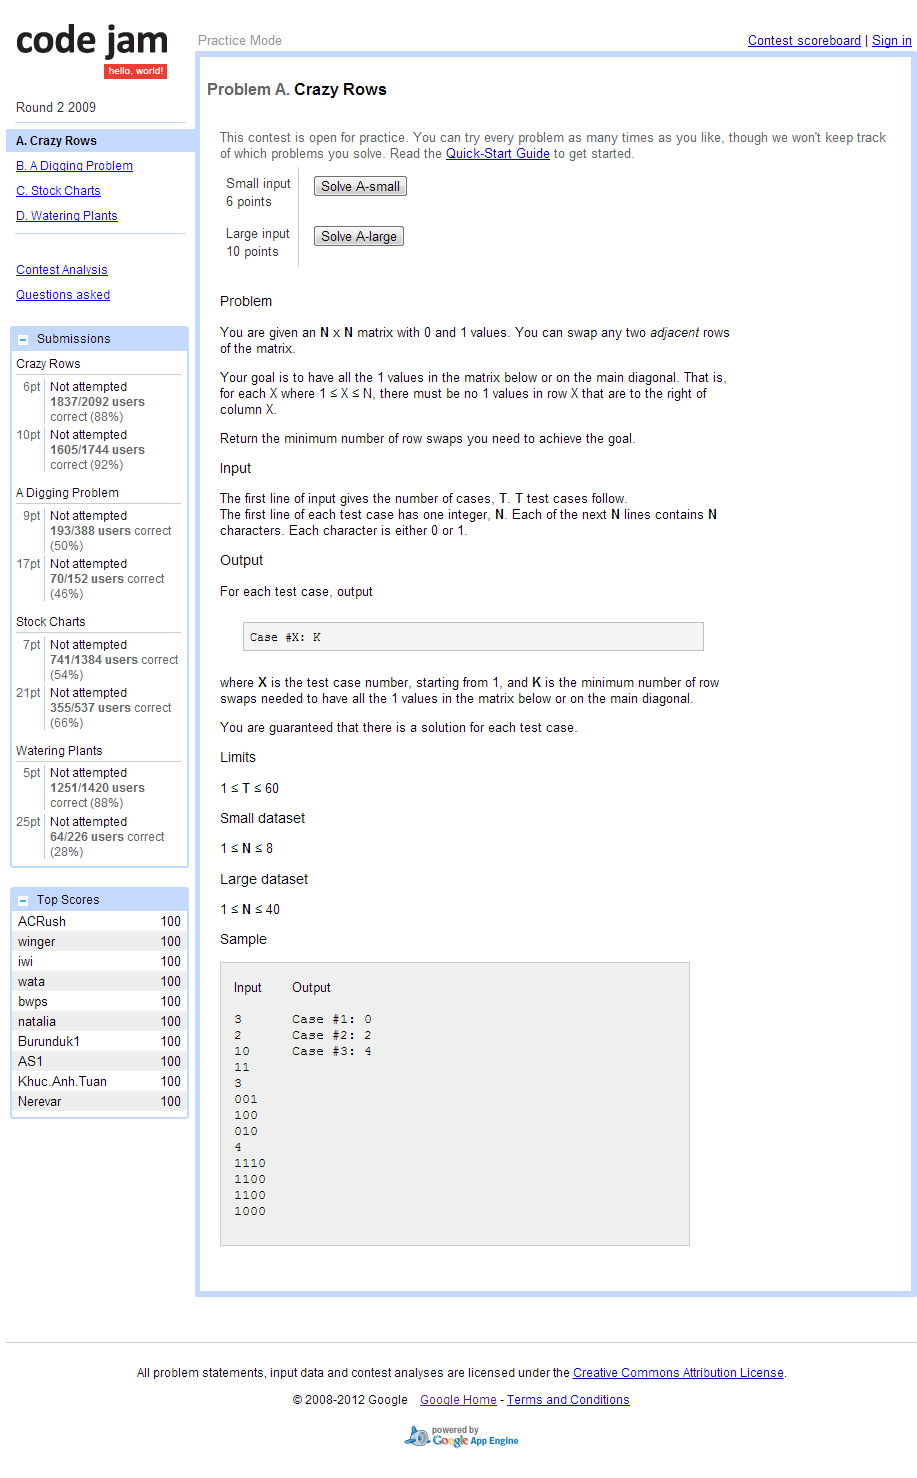 code jam
hello, world!
Practice Mode
Contest scoreboard | Sign in
Round 2 2009
A. Crazy Rows
B. A Digging Problem
C. Stock Charts
D. Watering Plants
Contest Analysis
Questions asked
Submissions
Crazy Rows
6pt Not attempted
1837/2092 users
correct (88%)
10pt Not attempted
1605/1744 users
correct (92%)
A Digging Problem
9pt Not attempted
193/388 users correct
(50%)
17pt Not attempted
70/152 users correct
(46%)
Stock Charts
7pt Not attempted
741/1384 users correct
(54%)
21pt Not attempted
355/537 users correct
(66%)
Watering Plants
5pt Not attempted
1251/1420 users
correct (88%)
25pt Not attempted
64/226 users correct
(28%)
Top Scores
ACRush 100
winger 100
iwi 100
wata 100
bwps 100
natalia 100
Burunduk1 100
AS1 100
Khuc.Anh.Tuan 100
Nerevar 100
Problem A. Crazy Rows
This contest is open for practice. You can try every problem as many times as you like, though we won't keep track
of which problems you solve. Read the Quick-Start Guide to get started.
Small input
6 points
Solve A-small
Large input
10 points
Solve A-large
Problem
You are given an N x N matrix with 0 and 1 values. You can swap any two adjacent rows
of the matrix.
Your goal is to have all the 1 values in the matrix below or on the main diagonal. That is,
for each X where 1 ≤ X ≤ N, there must be no 1 values in row X that are to the right of
column X.
Return the minimum number of row swaps you need to achieve the goal.
Input
The first line of input gives the number of cases, T. T test cases follow.
The first line of each test case has one integer, N. Each of the next N lines contains N
characters. Each character is either 0 or 1.
Output
For each test case, output
Case #X: K
where X is the test case number, starting from 1, and K is the minimum number of row
swaps needed to have all the 1 values in the matrix below or on the main diagonal.
You are guaranteed that there is a solution for each test case.
Limits
1 ≤ T ≤ 60
Small dataset
1 ≤ N ≤ 8
Large dataset
1 ≤ N ≤ 40
Sample
Input Output
3 Case #1: 0
2 Case #2: 2
10 Case #3: 4
11
3
001
100
010
4
1110
1100
1100
1000
All problem statements, input data and contest analyses are licensed under the Creative Commons Attribution License.
© 2008-2012 Google Google Home - Terms and Conditions
powered by
Google App Engine